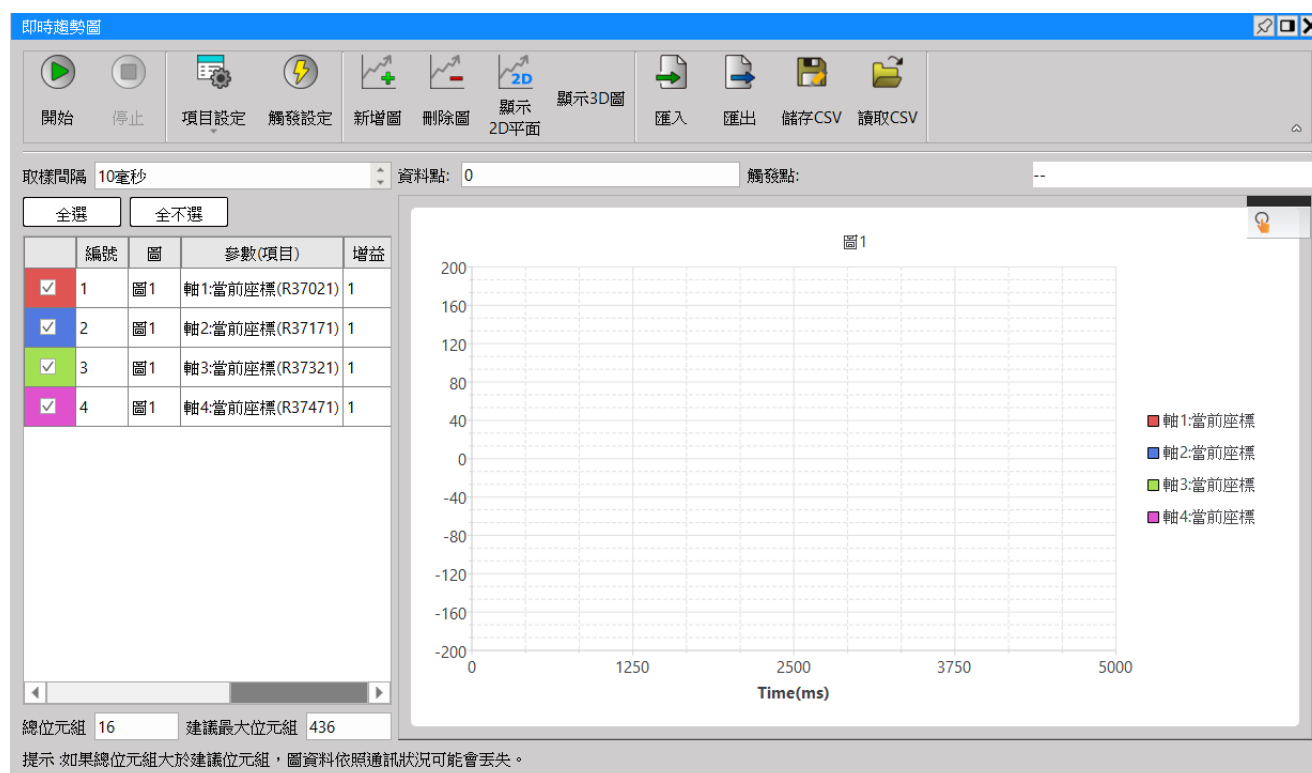 即時趨勢圖
開始 停止 項目設定 觸發設定 新增圖 刪除圖 顯示 2D平面 顯示3D圖 匯入 匯出 儲存CSV 讀取CSV
2D
取樣間隔 10毫秒 資料點: 0 觸發點: --
全選 全不選
編號 圖 參數(項目) 增益
1 圖1 軸1:當前座標(R37021) 1
2 圖1 軸2:當前座標(R37171) 1
3 圖1 軸3:當前座標(R37321) 1
4 圖1 軸4:當前座標(R37471) 1
圖1
200
160
120
80
40
0
-40
-80
-120
-160
-200
0 1250 2500 3750 5000
Time(ms)
軸1:當前座標
軸2:當前座標
軸3:當前座標
軸4:當前座標
總位元組 16 建議最大位元組 436
提示 :如果總位元組大於建議位元組，圖資料依照通訊狀況可能會丟失。